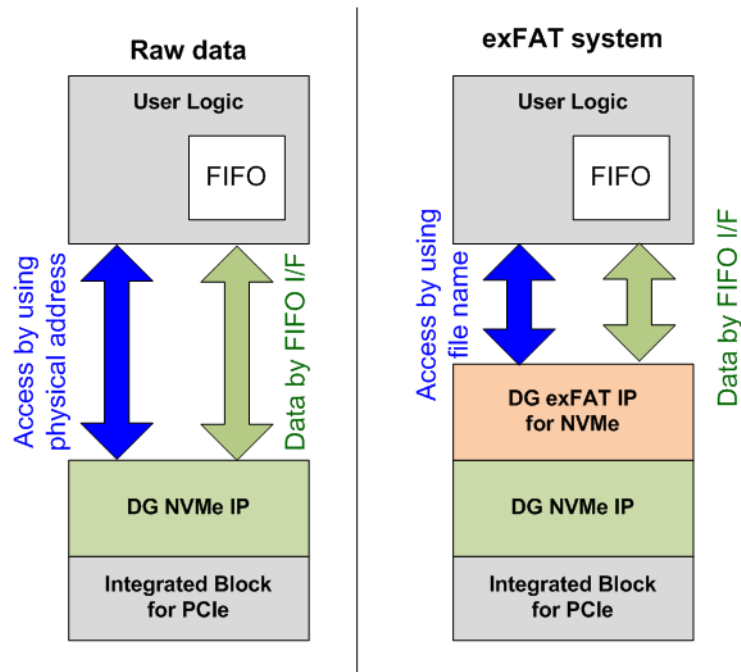 Raw data
User Logic
FIFO
Access by using
physical address
Data by FIFO I/F
DG NVMe IP
Integrated Block
for PCIe
exFAT system
User Logic
FIFO
Access by using
file name
Data by FIFO I/F
DG exFAT IP
for NVMe
DG NVMe IP
Integrated Block
for PCIe